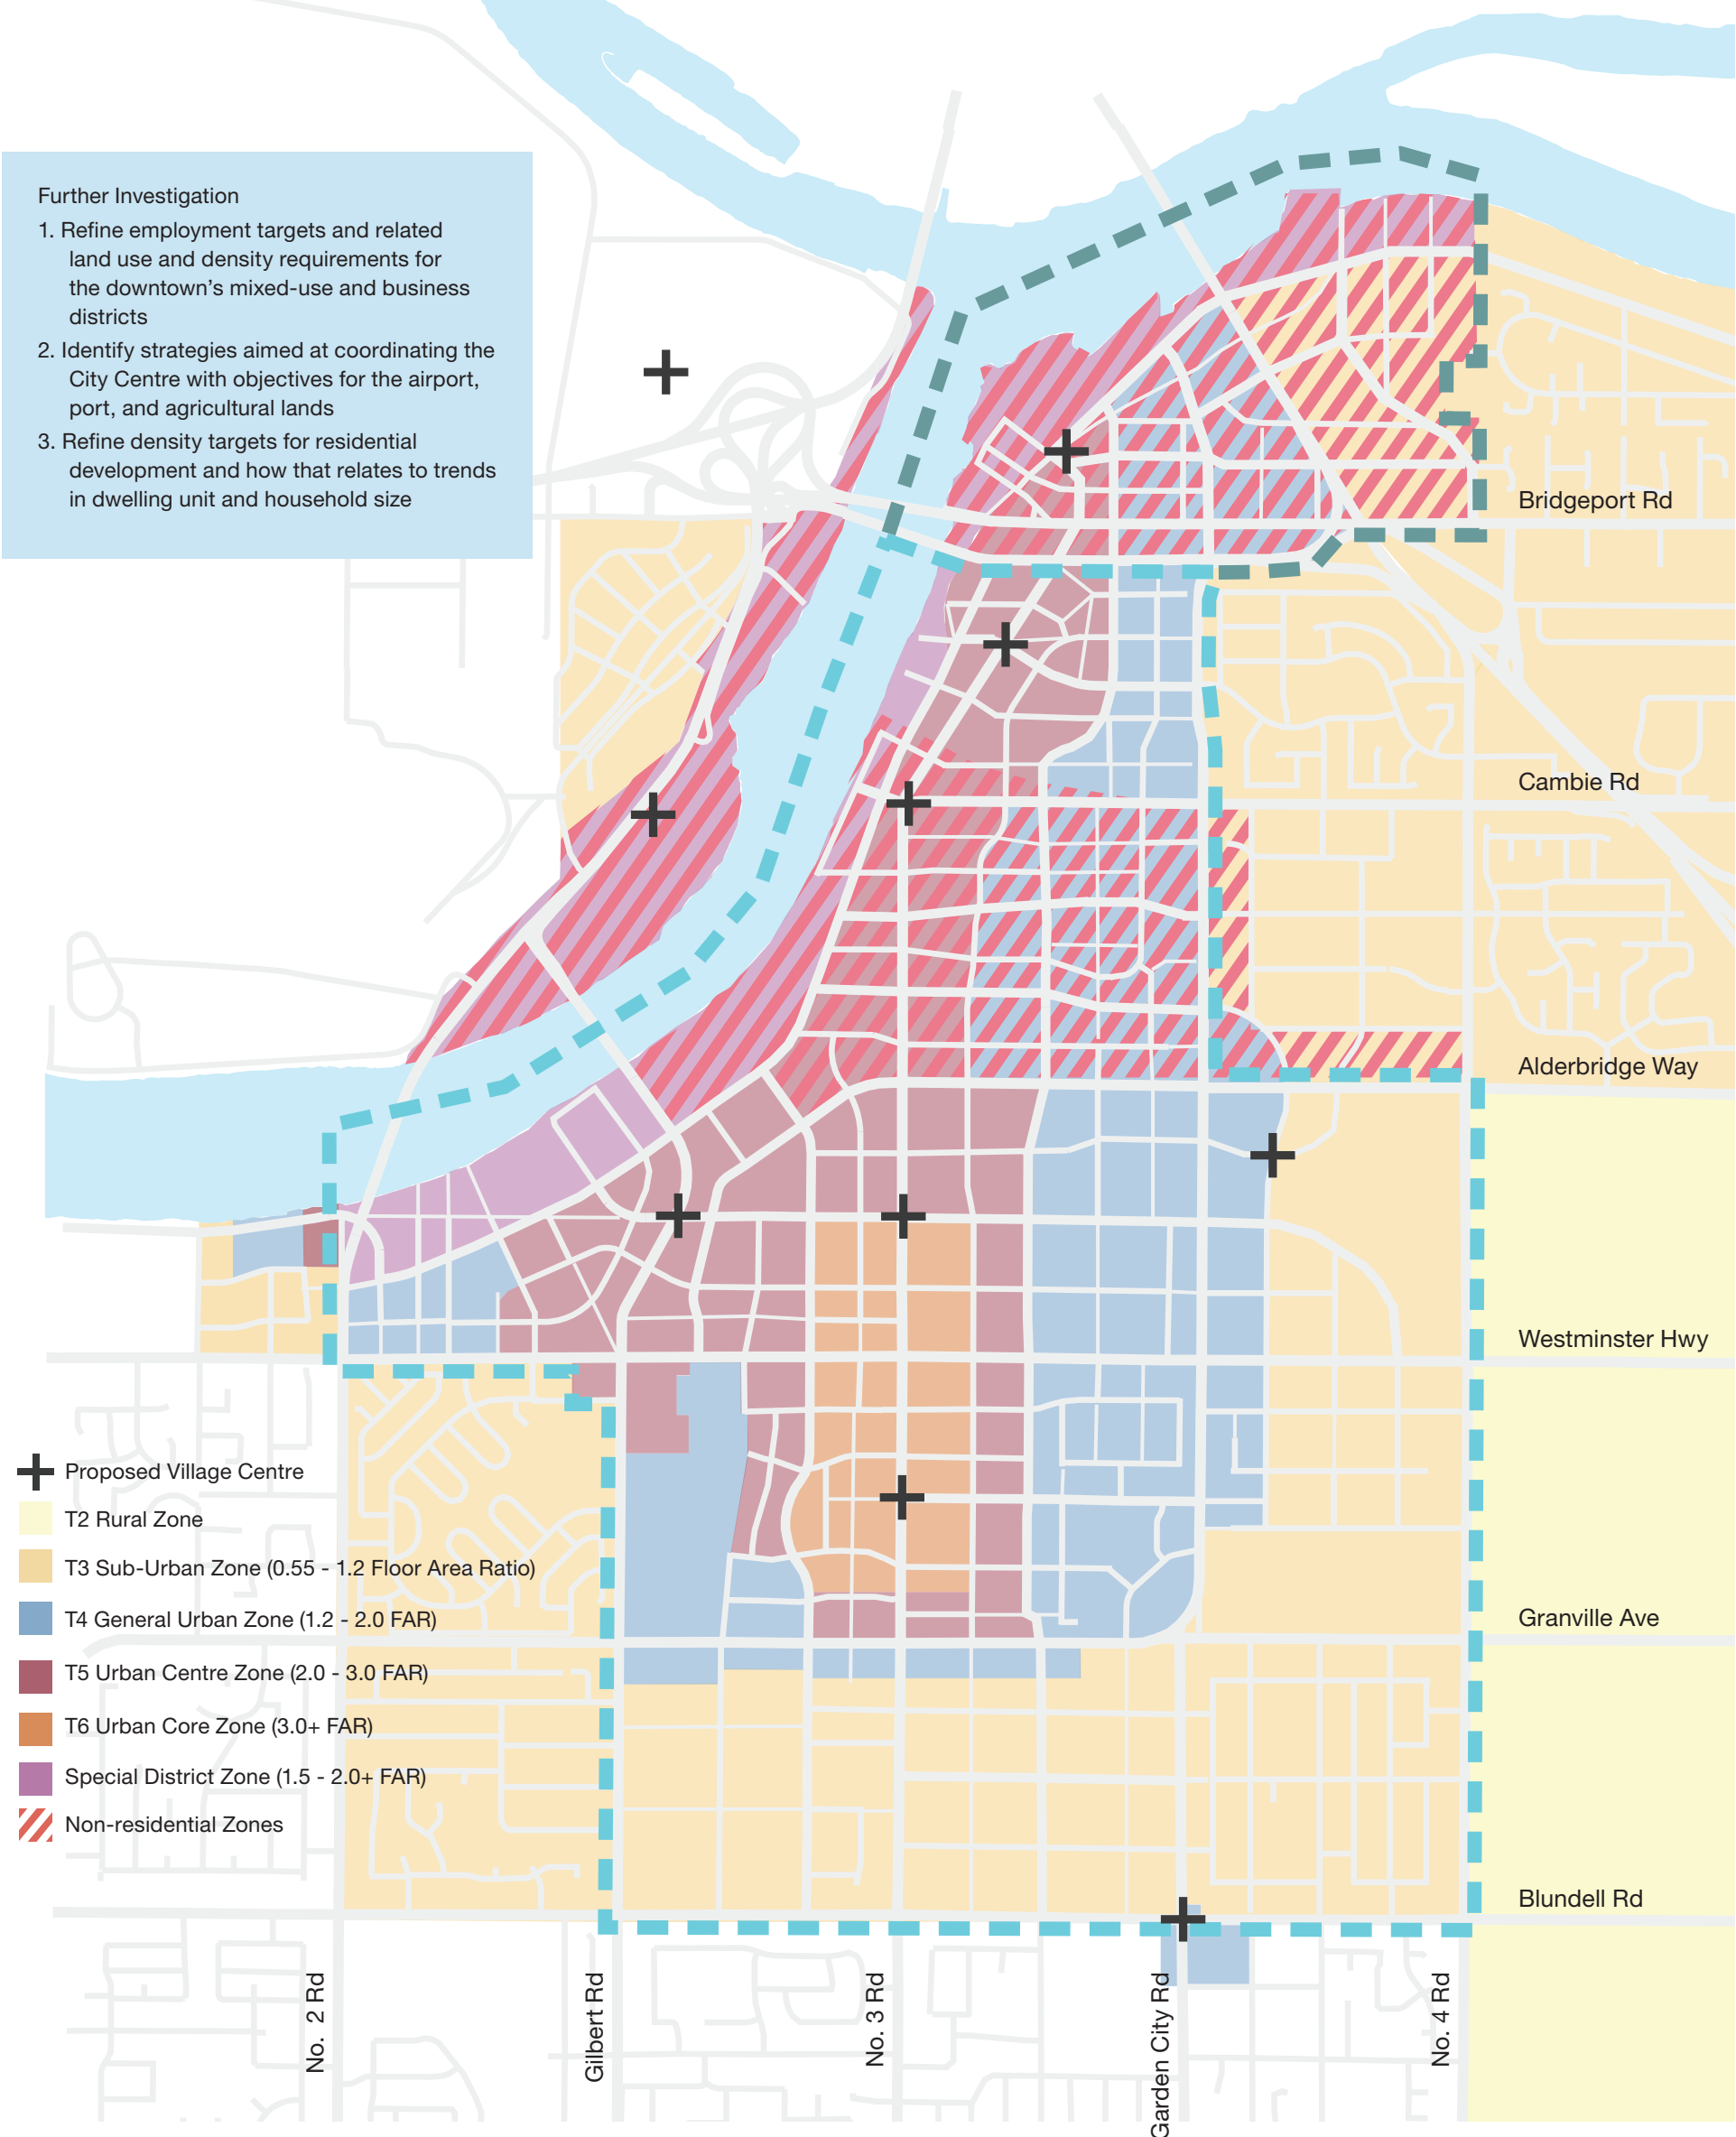 Further Investigation
1. Refine employment targets and related
land use and density requirements for
the downtown's mixed-use and business
districts
2. Identify strategies aimed at coordinating the
City Centre with objectives for the airport,
port, and agricultural lands
3. Refine density targets for residential
development and how that relates to trends
in dwelling unit and household size
Bridgeport Rd
Cambie Rd
Alderbridge Way
Westminster Hwy
Granville Ave
Blundell Rd
Proposed Village Centre
T2 Rural Zone
T3 Sub-Urban Zone (0.55 - 1.2 Floor Area Ratio)
T4 General Urban Zone (1.2 - 2.0 FAR)
T5 Urban Centre Zone (2.0 - 3.0 FAR)
T6 Urban Core Zone (3.0+ FAR)
Special District Zone (1.5 - 2.0+ FAR)
Non-residential Zones
No. 2 Rd
Gilbert Rd
No. 3 Rd
Garden City Rd
No. 4 Rd